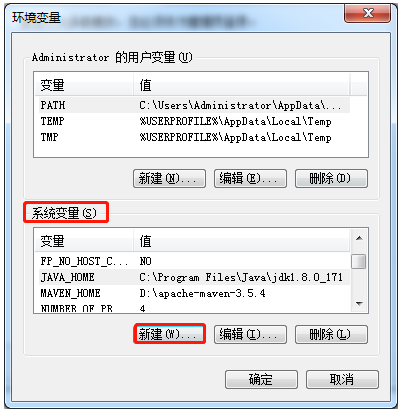 环境变量
Administrator 的用户变量(U)
变量 值
PATH C:\Users\Administrator\AppData\...
TEMP %USERPROFILE%\AppData\Local\Temp
TMP %USERPROFILE%\AppData\Local\Temp
新建(N)... 编辑(E)... 删除(D)
系统变量(S)
变量 值
FP_NO_HOST_C... NO
JAVA_HOME C:\Program Files\Java\jdk1.8.0_171
MAVEN_HOME D:\apache-maven-3.5.4
NUMBER_OF_PR 4
新建(W)... 编辑(I)... 删除(L)
确定 取消